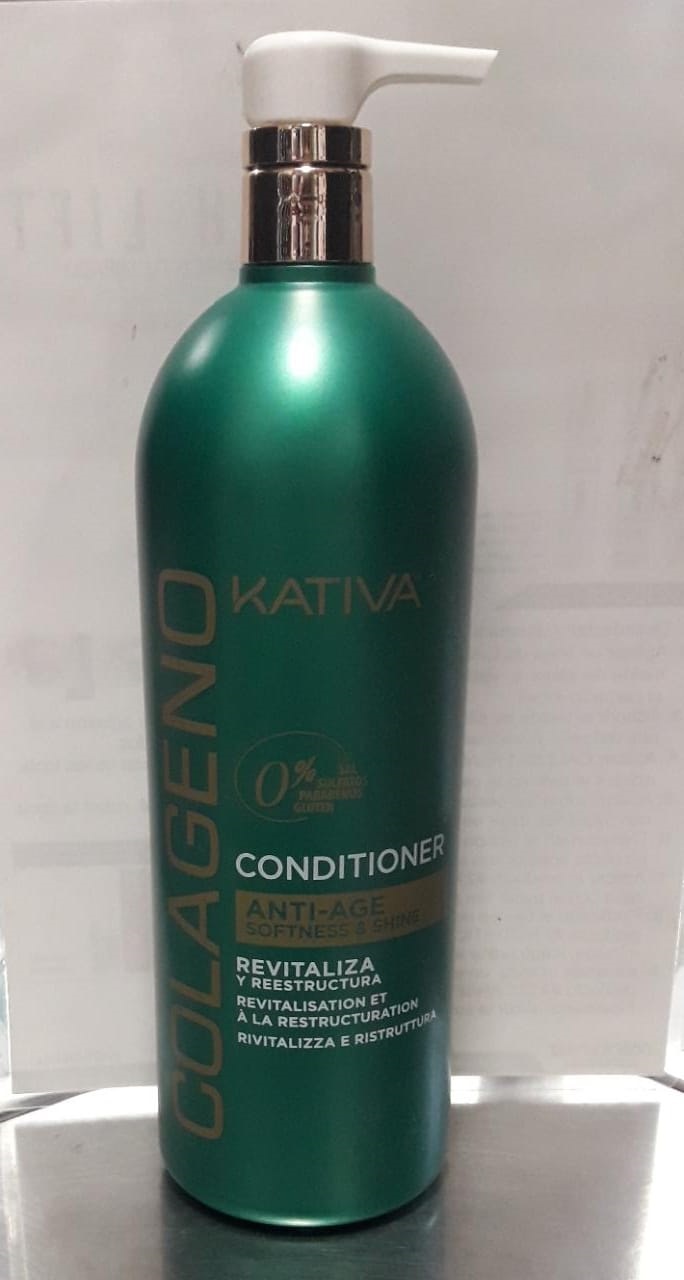 COLAGENO
KATIVA
0%
SAL
SULFATOS
PARABENOS
GLUTEN
CONDITIONER
ANTI-AGE
SOFTNESS & SHINE
REVITALIZA
Y REESTRUCTURA
REVITALISATION ET
À LA RESTRUCTURATION
RIVITALIZZA E RISTRUTTURA